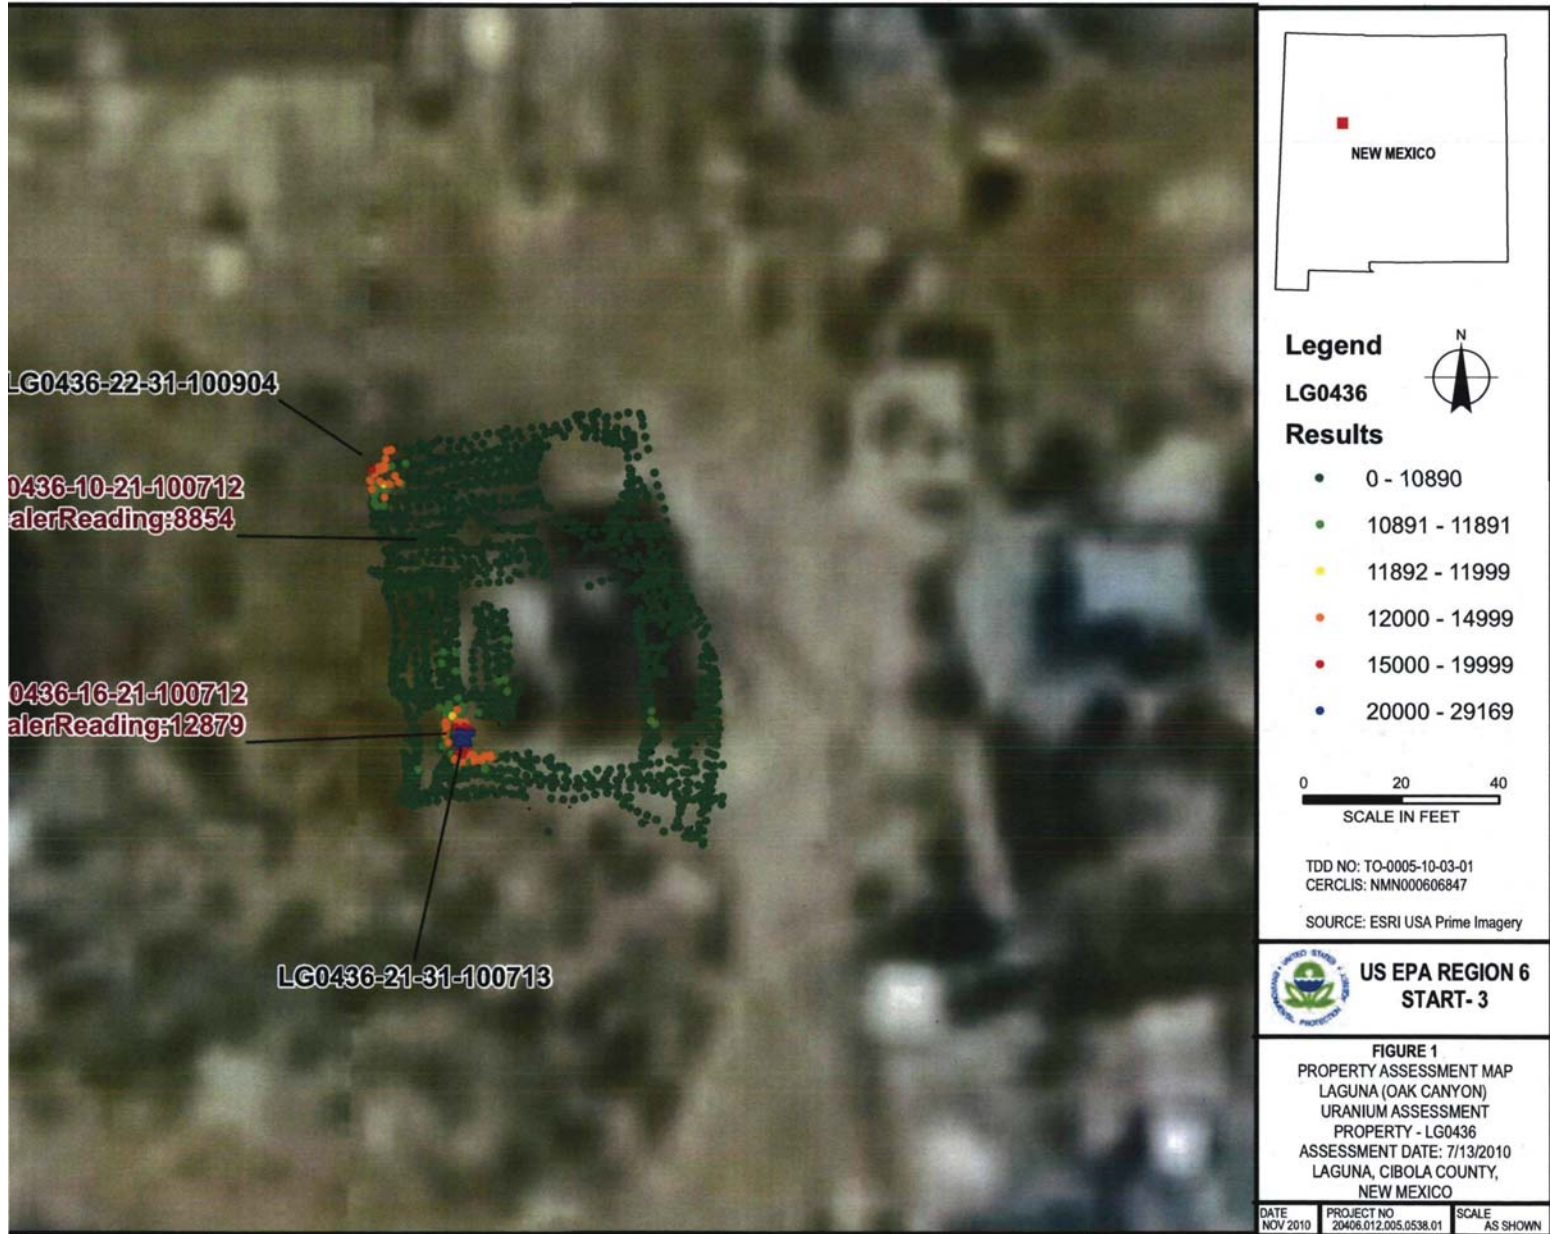 LG0436-22-31-100904
0436-10-21-100712
alerReading:8854
0436-16-21-100712
alerReading:12879
LG0436-21-31-100713
NEW MEXICO
Legend
N
LG0436
Results
0 - 10890
10891 - 11891
11892 - 11999
12000 - 14999
15000 - 19999
20000 - 29169
0 20 40
SCALE IN FEET
TDD NO: TO-0005-10-03-01
CERCLIS: NMN000606847
SOURCE: ESRI USA Prime Imagery
UNITED STATES
ENVIRONMENTAL PROTECTION
US EPA REGION 6
START- 3
FIGURE 1
PROPERTY ASSESSMENT MAP
LAGUNA (OAK CANYON)
URANIUM ASSESSMENT
PROPERTY - LG0436
ASSESSMENT DATE: 7/13/2010
LAGUNA, CIBOLA COUNTY,
NEW MEXICO
DATE PROJECT NO SCALE
NOV 2010 20406.012.005.0538.01 AS SHOWN